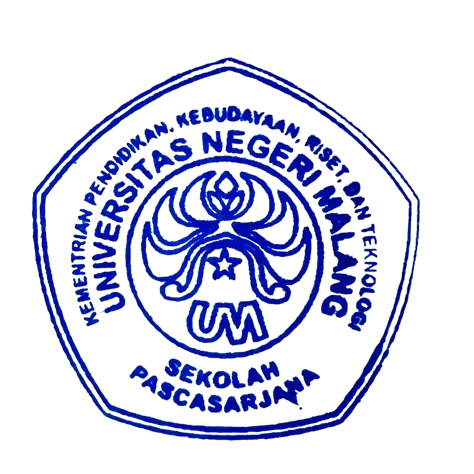 KEMENTRIAN PENDIDIKAN, KEBUDAYAAN, RISET, DAN TEKNOLOGI
UNIVERSITAS NEGERI MALANG
UM
SEKOLAH
PASCASARJANA